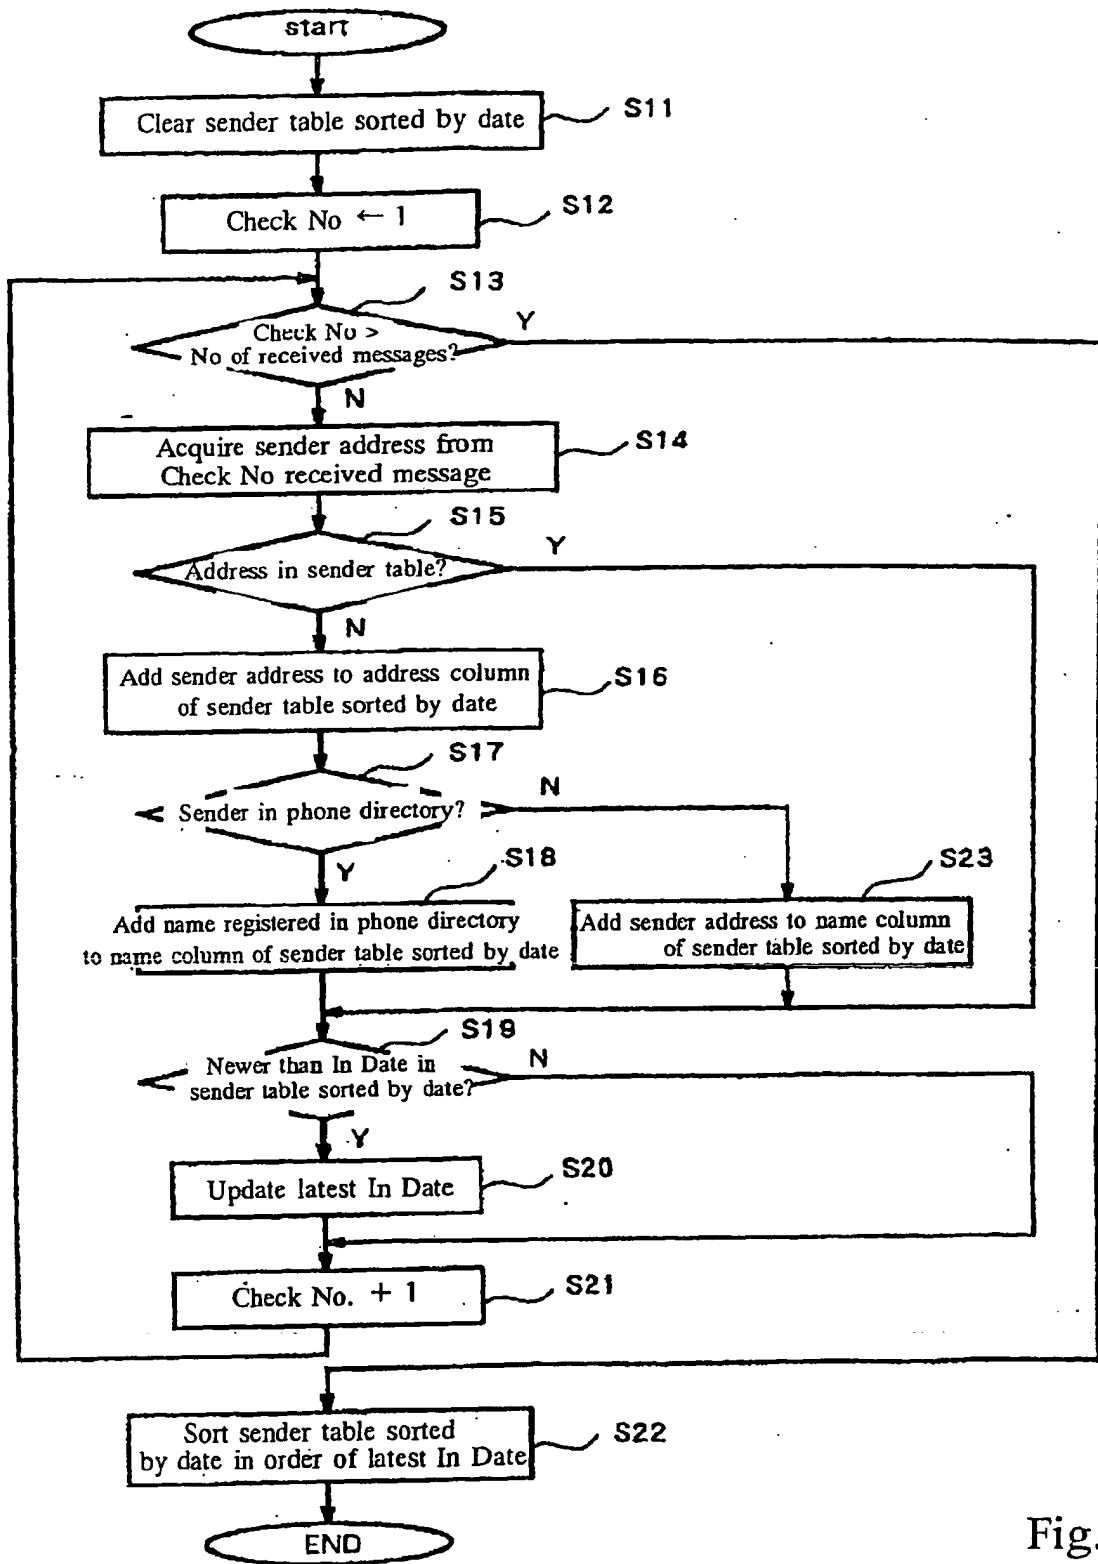 start
Clear sender table sorted by date
S11
Check No ← 1
S12
S13
Check No >
No of received messages?
Y
N
Acquire sender address from
Check No received message
S14
S15
Address in sender table?
Y
N
Add sender address to address column
of sender table sorted by date
S16
S17
Sender in phone directory?
N
Y
S18
Add name registered in phone directory
to name column of sender table sorted by date
S23
Add sender address to name column
of sender table sorted by date
S19
Newer than In Date in
sender table sorted by date?
N
Y
Update latest In Date
S20
Check No. + 1
S21
Sort sender table sorted
by date in order of latest In Date
S22
END
Fig.